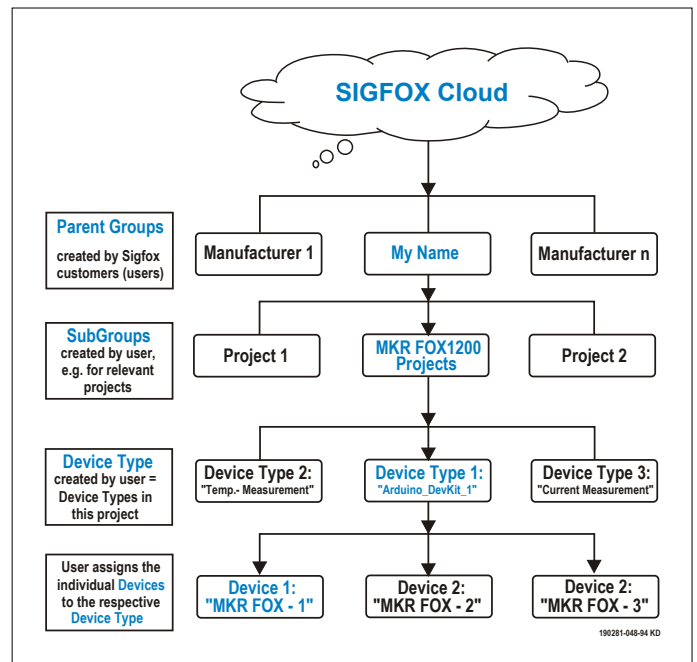 SIGFOX Cloud
Parent Groups
created by Sigfox
customers (users)
Manufacturer 1
My Name
Manufacturer n
SubGroups
created by user,
e.g. for relevant
projects
Project 1
MKR FOX1200
Projects
Project 2
Device Type
created by user =
Device Types in
this project
Device Type 2:
"Temp.- Measurement"
Device Type 1:
"Arduino_DevKit_1"
Device Type 3:
"Current Measurement"
User assigns the
individual Devices
to the respective
Device Type
Device 1:
"MKR FOX - 1"
Device 2:
"MKR FOX - 2"
Device 2:
"MKR FOX - 3"
190281-048-94 KD